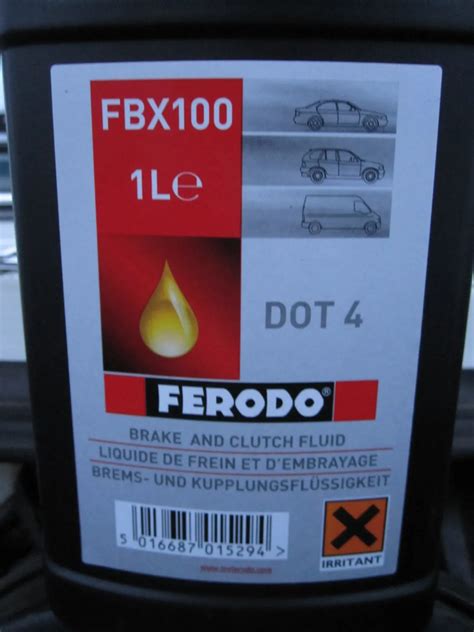 FBX100
1L℮
DOT 4
FERODO®
BRAKE AND CLUTCH FLUID
LIQUIDE DE FREIN ET D'EMBRAYAGE
BREMS- UND KUPPLUNGSFLÜSSIGKEIT
5 016687 015294 >
IRRITANT